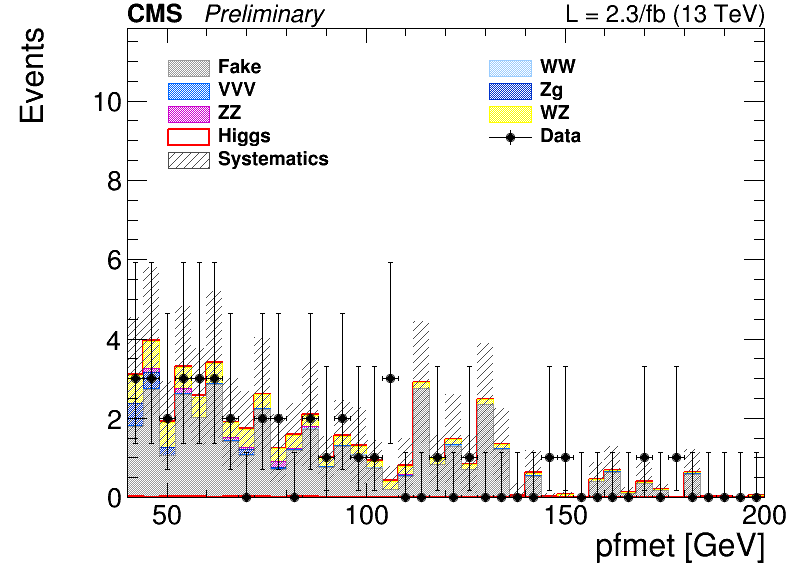 CMS Preliminary L = 2.3/fb (13 TeV)
Events
Fake WW
VVV Zg
ZZ WZ
Higgs Data
Systematics
10
8
6
4
2
0
50 100 150 200
pfmet [GeV]